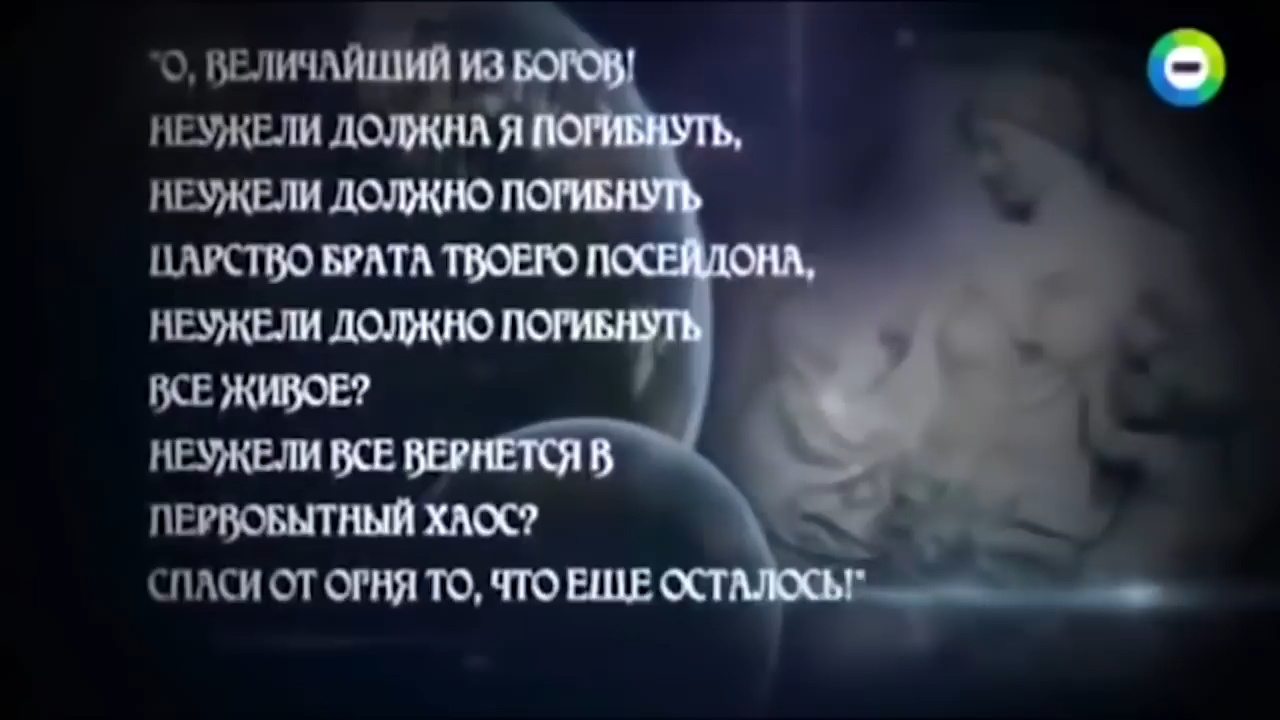 "О, ВЕЛИЧАЙШИЙ ИЗ БОГОВ!
НЕУЖЕЛИ ДОЛЖНА Я ПОГИБНУТЬ,
НЕУЖЕЛИ ДОЛЖНО ПОГИБНУТЬ
ЦАРСТВО БРАТА ТВОЕГО ПОСЕЙДОНА,
НЕУЖЕЛИ ДОЛЖНО ПОГИБНУТЬ
ВСЕ ЖИВОЕ?
НЕУЖЕЛИ ВСЕ ВЕРНЕТСЯ В
ПЕРВОБЫТНЫЙ ХАОС?
СПАСИ ОТ ОГНЯ ТО, ЧТО ЕЩЕ ОСТАЛОСЬ!"